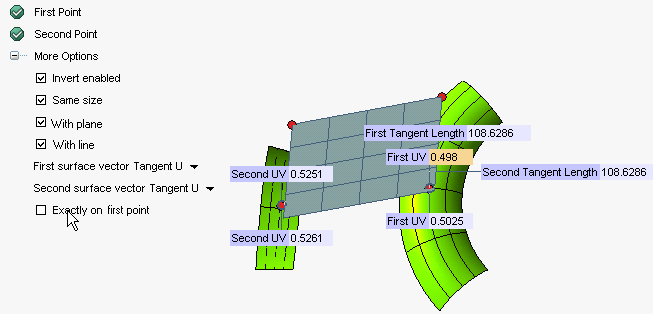 First Point
Second Point
More Options
Invert enabled
Same size
With plane
With line
First surface vector Tangent U
Second surface vector Tangent U
Exactly on first point
First Tangent Length 108.6286
First UV 0.498
Second UV 0.5251
Second Tangent Length 108.6286
First UV 0.5025
Second UV 0.5261